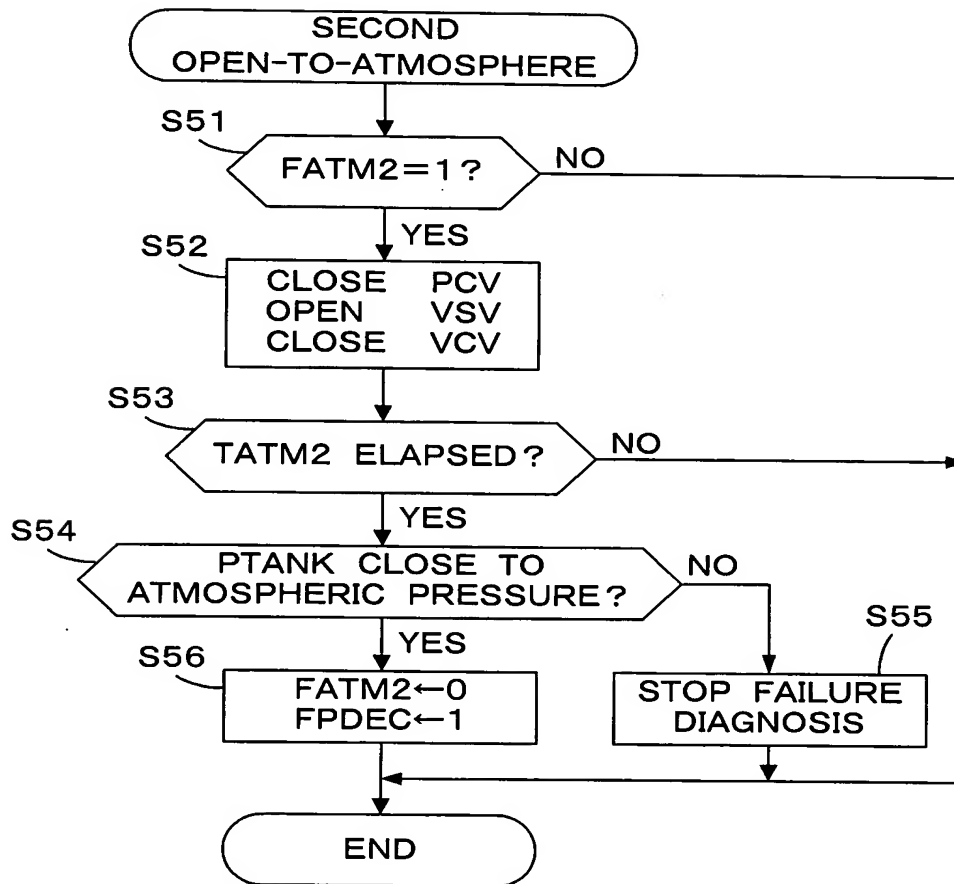 SECOND
OPEN-TO-ATMOSPHERE
S51
FATM2=1?
NO
YES
S52
CLOSE PCV
OPEN VSV
CLOSE VCV
S53
TATM2 ELAPSED?
NO
YES
S54
PTANK CLOSE TO
ATMOSPHERIC PRESSURE?
NO
YES
S55
STOP FAILURE
DIAGNOSIS
S56
FATM2←0
FPDEC←1
END